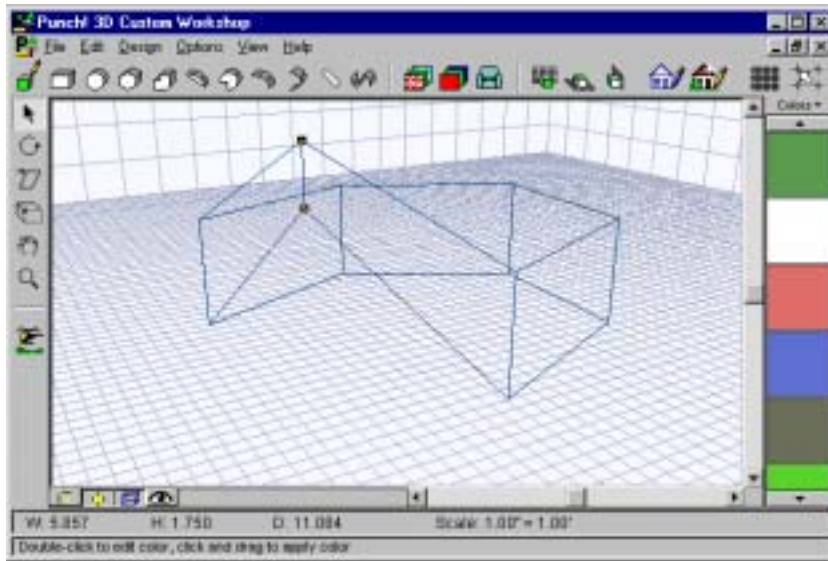 Punch! 3D Custom Workshop
File Edit Design Options View Help
Colors
W: 5.857 H: 1.750 D: 11.084 Scale: 1.00" = 1.00"
Double-click to edit color, click and drag to apply color